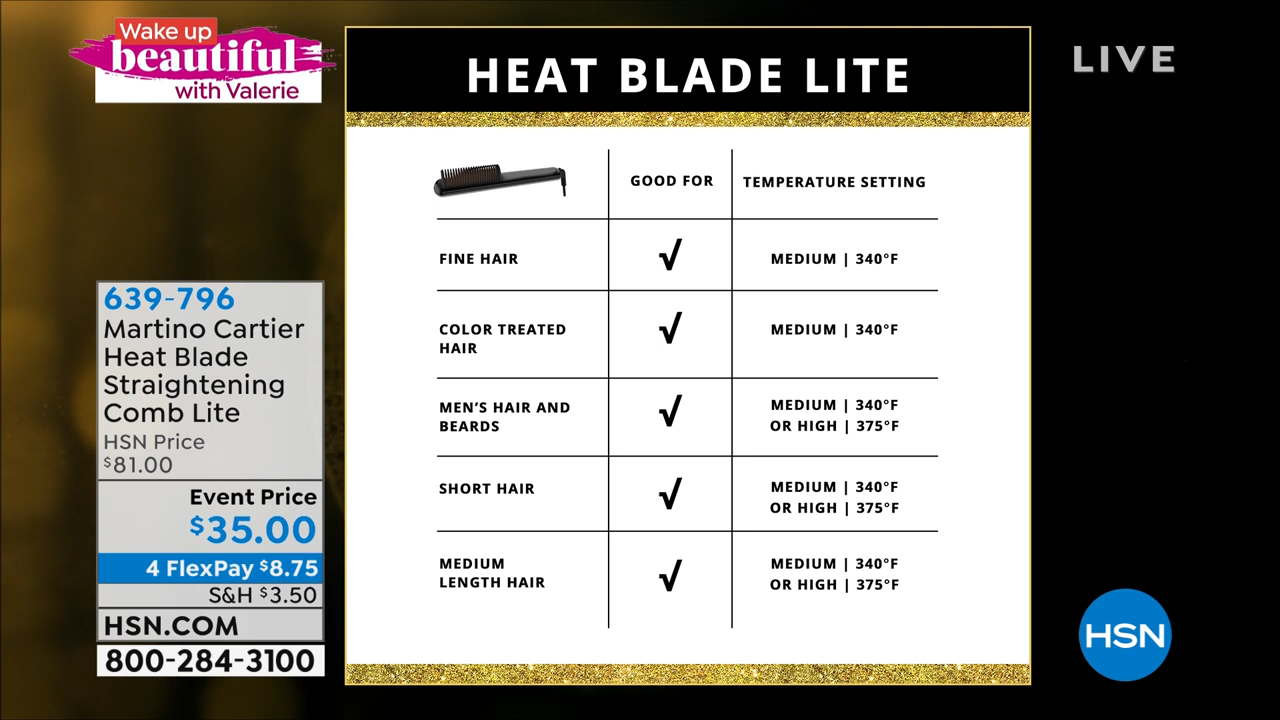 Wake up
beautiful
with Valerie
LIVE
HEAT BLADE LITE
GOOD FOR
TEMPERATURE SETTING
FINE HAIR
√
MEDIUM | 340°F
COLOR TREATED
HAIR
√
MEDIUM | 340°F
MEN'S HAIR AND
BEARDS
√
MEDIUM | 340°F
OR HIGH | 375°F
SHORT HAIR
√
MEDIUM | 340°F
OR HIGH | 375°F
MEDIUM
LENGTH HAIR
√
MEDIUM | 340°F
OR HIGH | 375°F
639-796
Martino Cartier
Heat Blade
Straightening
Comb Lite
HSN Price
$81.00
Event Price
$35.00
4 FlexPay $8.75
S&H $3.50
HSN.COM
800-284-3100
HSN